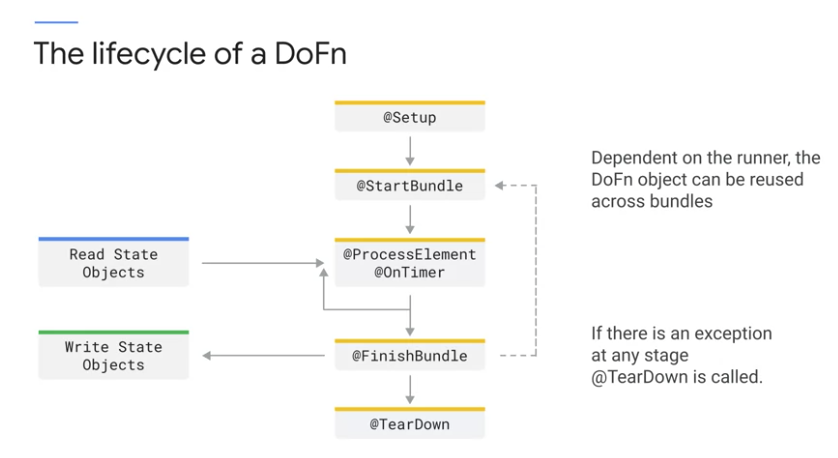 The lifecycle of a DoFn
@Setup
@StartBundle
Dependent on the runner, the
DoFn object can be reused
across bundles
Read State
Objects
@ProcessElement
@OnTimer
Write State
Objects
@FinishBundle
If there is an exception
at any stage
@TearDown is called.
@TearDown